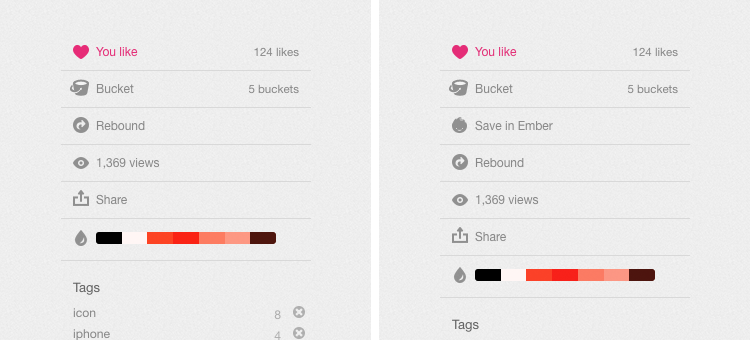 You like 124 likes
Bucket 5 buckets
Rebound
1,369 views
Share
Tags
icon 8
iphone 4
You like 124 likes
Bucket 5 buckets
Save in Ember
Rebound
1,369 views
Share
Tags